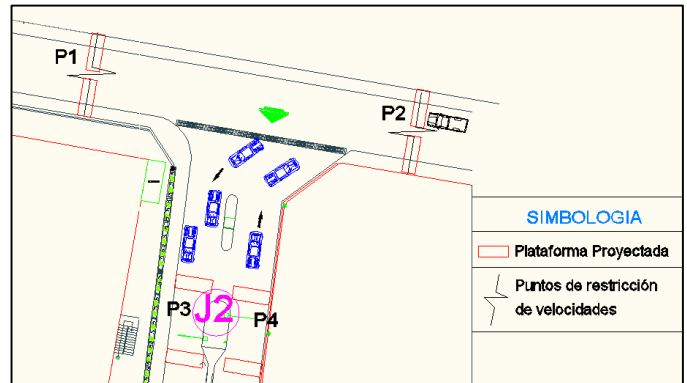 P1
P2
P3
J2
P4
SIMBOLOGIA
Plataforma Proyectada
Puntos de restricción
de velocidades